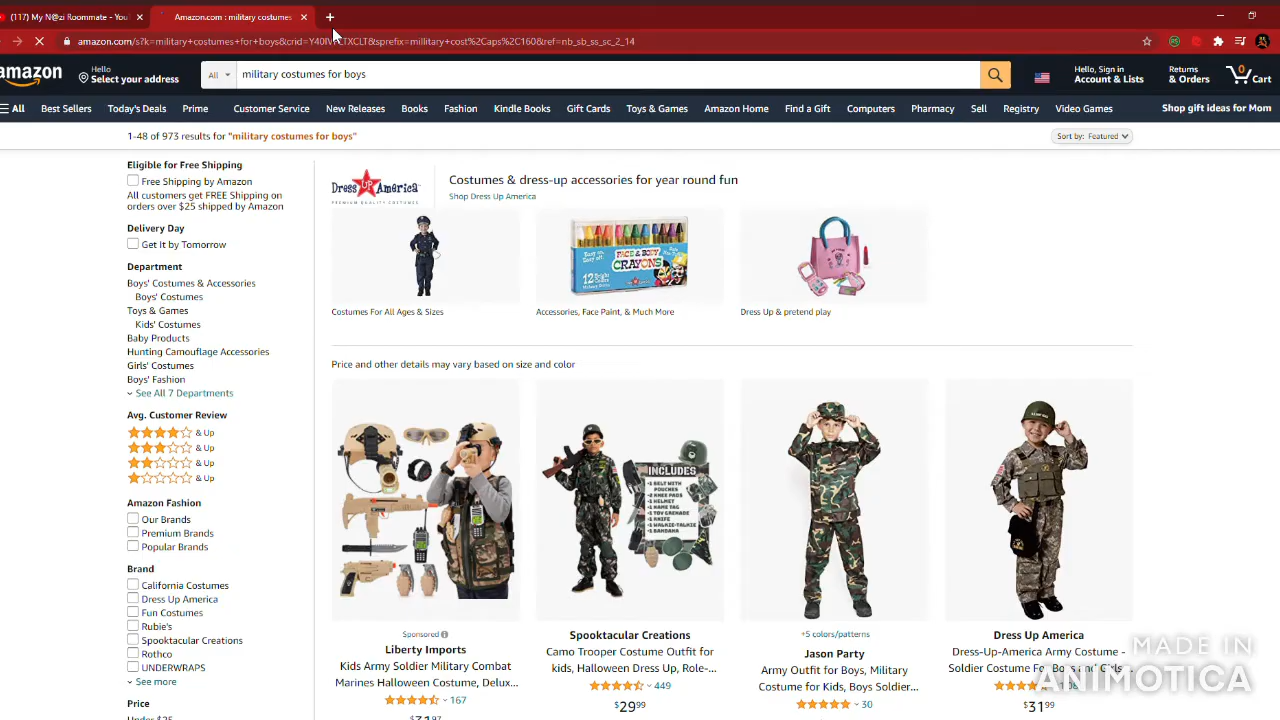 (117) My N@zi Roommate - You
Amazon.com : military costumes
amazon.com/s?k=military+costumes+for+boys&crid=
amazon
Hello
Select your address
All
military costumes for boys
Hello, Sign in
Account & Lists
Returns
& Orders
0
Cart
All
Best Sellers
Today's Deals
Prime
Customer Service
New Releases
Books
Fashion
Kindle Books
Gift Cards
Toys & Games
Amazon Home
Find a Gift
Computers
Pharmacy
Sell
Registry
Video Games
Shop gift ideas for Mom
1-48 of 973 results for "military costumes for boys"
Sort by: Featured
Eligible for Free Shipping
Free Shipping by Amazon
All customers get FREE Shipping on
orders over $25 shipped by Amazon
Delivery Day
Get It by Tomorrow
Department
Boys' Costumes & Accessories
Boys' Costumes
Toys & Games
Kids' Costumes
Baby Products
Hunting Camouflage Accessories
Girls' Costumes
Boys' Fashion
See All 7 Departments
Avg. Customer Review
& Up
& Up
& Up
& Up
Amazon Fashion
Our Brands
Premium Brands
Popular Brands
Brand
California Costumes
Dress Up America
Fun Costumes
Rubie's
Spooktacular Creations
Rothco
UNDERWRAPS
See more
Price
Under $25
Dress UP America
PREMIUM QUALITY COSTUMES
Costumes & dress-up accessories for year round fun
Shop Dress Up America
FACE & BODY
CRAYONS
Costumes For All Ages & Sizes
Accessories, Face Paint, & Much More
Dress Up & pretend play
Price and other details may vary based on size and color
INCLUDES
Sponsored
Liberty Imports
Kids Army Soldier Military Combat
Marines Halloween Costume, Delux...
167
Spooktacular Creations
Camo Trooper Costume Outfit for
kids, Halloween Dress Up, Role-...
449
$29.99
+5 colors/patterns
Jason Party
Army Outfit for Boys, Military
Costume for Kids, Boys Soldier...
30
Dress Up America
Dress-Up-America Army Costume -
Soldier Costume For Boys and Girls
$31.99
MADE IN
ANIMOTICA